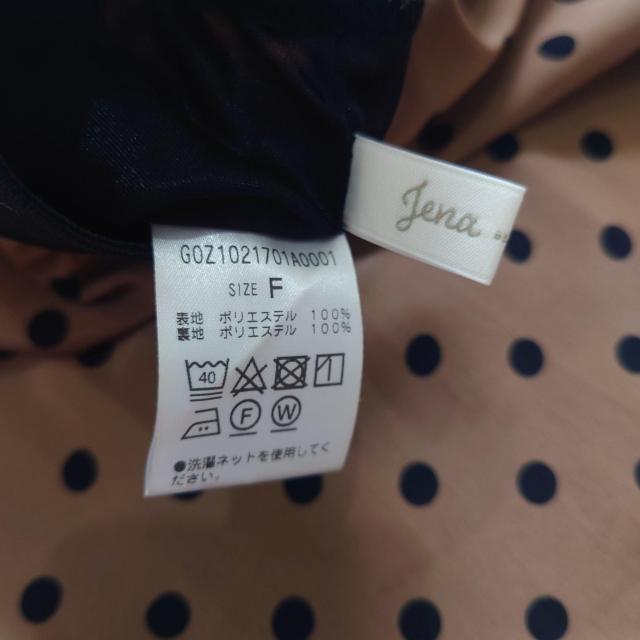 Jena
G0Z1021701A0001
SIZE F
表地 ポリエステル 100%
裏地 ポリエステル 100%
40
F W
●洗濯ネットを使用してく
ださい。